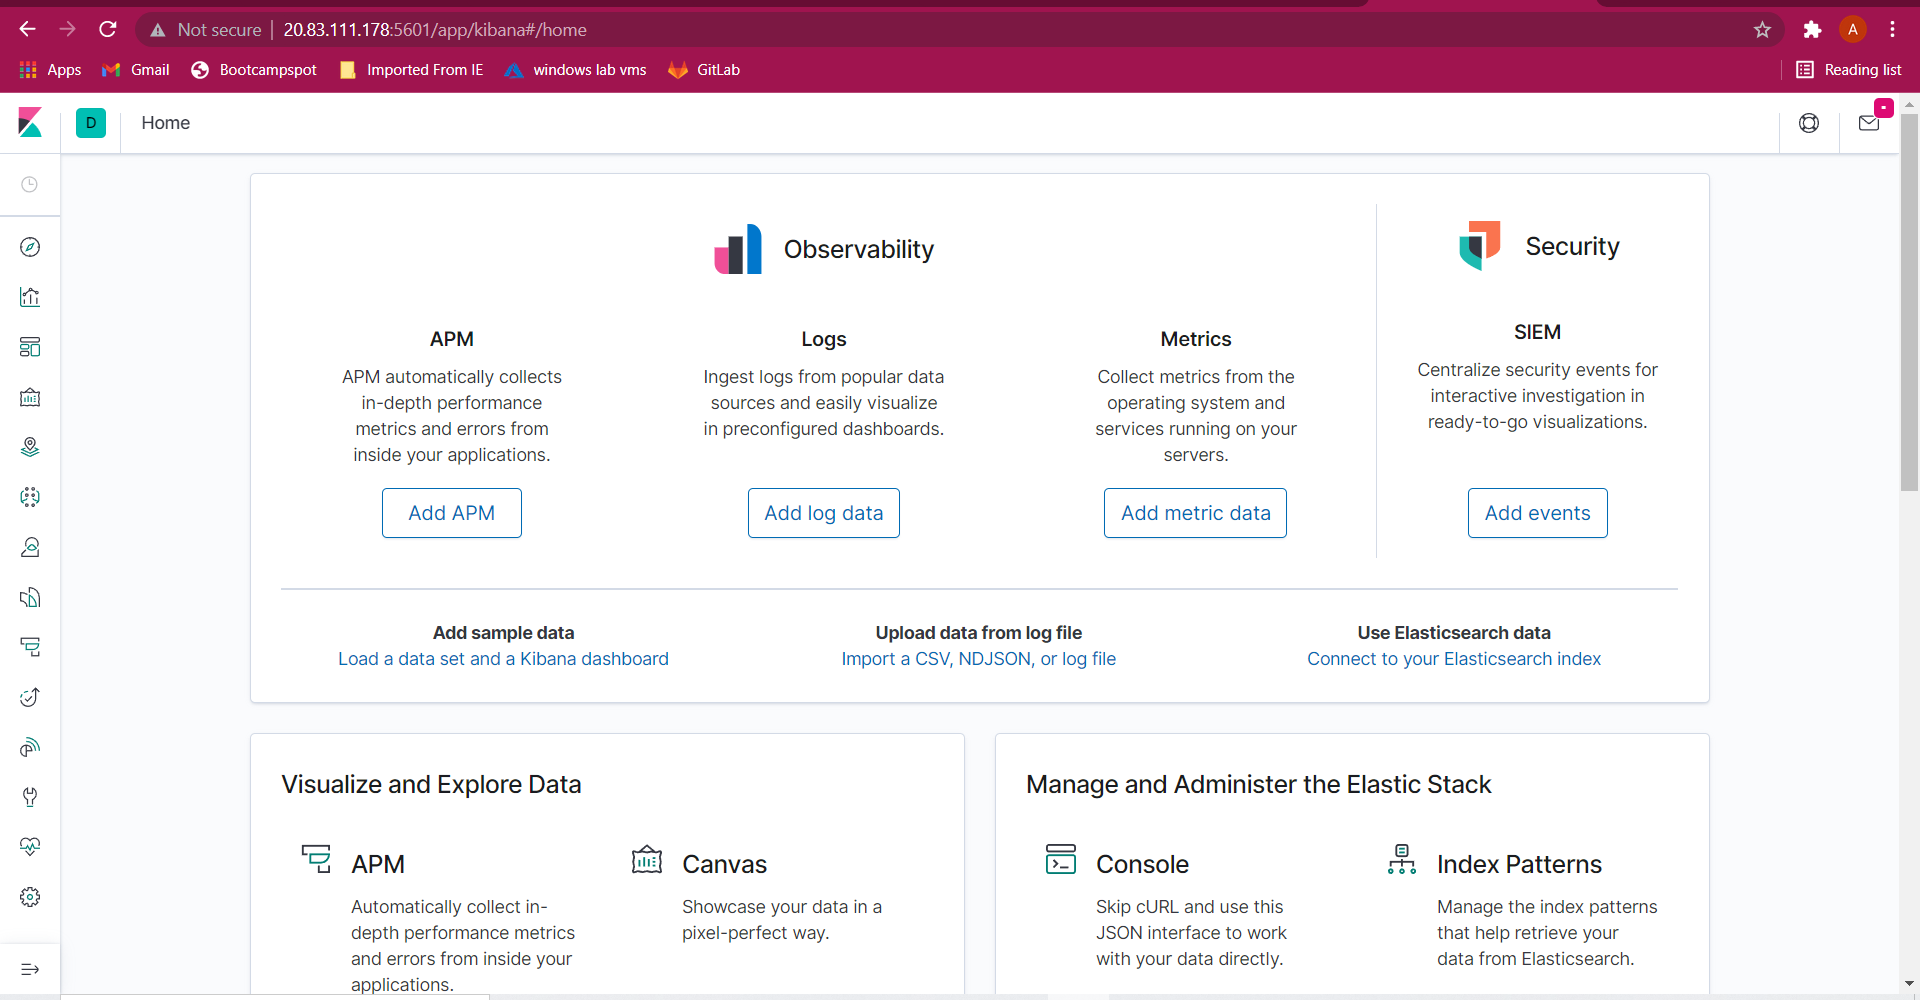 Not secure
20.83.111.178:5601/app/kibana#/home
A
Apps
Gmail
Bootcampspot
Imported From IE
windows lab vms
GitLab
Reading list
D
Home
Observability
APM
APM automatically collects
in-depth performance
metrics and errors from
inside your applications.
Add APM
Logs
Ingest logs from popular data
sources and easily visualize
in preconfigured dashboards.
Add log data
Metrics
Collect metrics from the
operating system and
services running on your
servers.
Add metric data
Security
SIEM
Centralize security events for
interactive investigation in
ready-to-go visualizations.
Add events
Add sample data
Load a data set and a Kibana dashboard
Upload data from log file
Import a CSV, NDJSON, or log file
Use Elasticsearch data
Connect to your Elasticsearch index
Visualize and Explore Data
APM
Automatically collect in-
depth performance metrics
and errors from inside your
applications.
Canvas
Showcase your data in a
pixel-perfect way.
Manage and Administer the Elastic Stack
Console
Skip cURL and use this
JSON interface to work
with your data directly.
Index Patterns
Manage the index patterns
that help retrieve your
data from Elasticsearch.